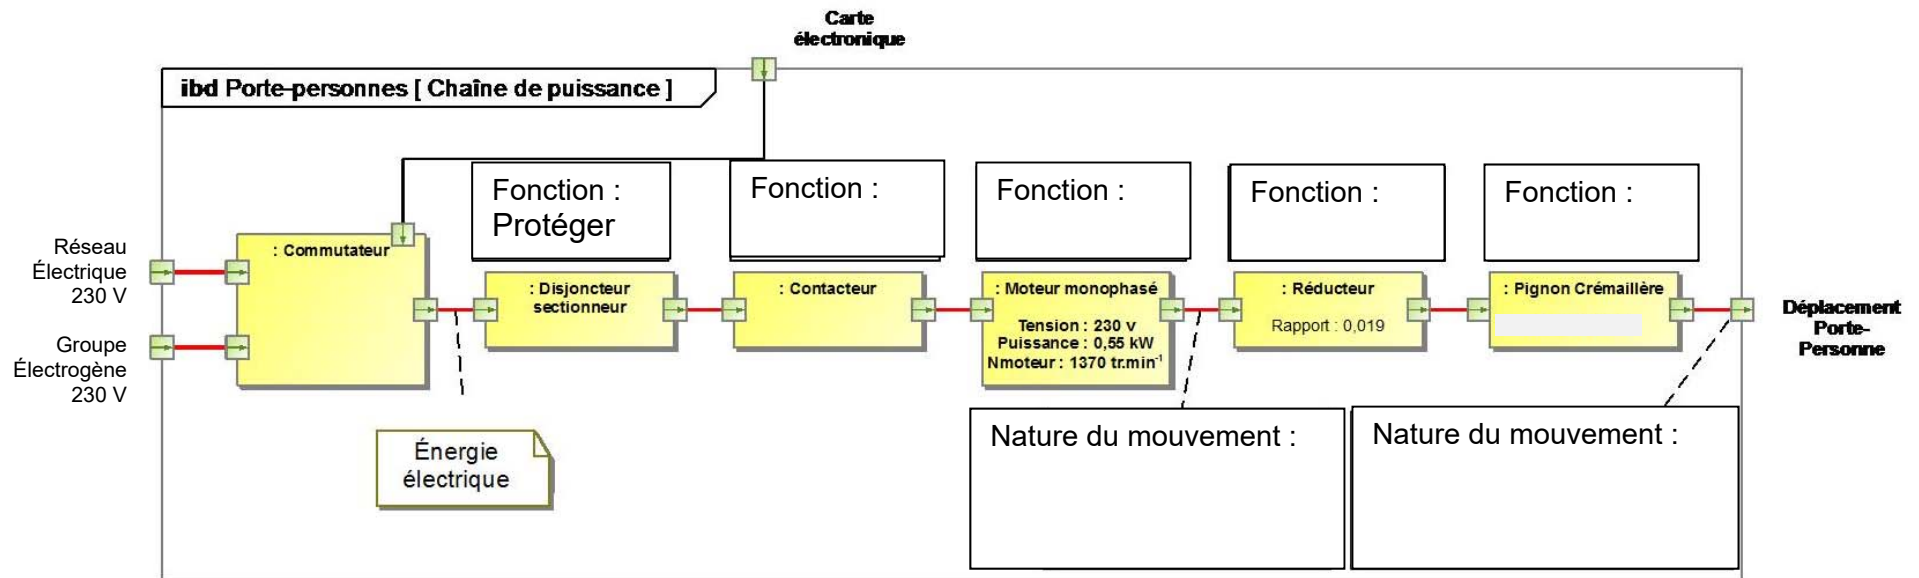 Carte
électronique
ibd Porte-personnes [ Chaîne de puissance ]
Fonction :
Protéger
Fonction :
Fonction :
Fonction :
Fonction :
Réseau
Électrique
230 V
Groupe
Électrogène
230 V
: Commutateur
: Disjoncteur
sectionneur
: Contacteur
: Moteur monophasé
Tension : 230 v
Puissance : 0,55 kW
Nmoteur : 1370 tr.min⁻¹
: Réducteur
Rapport : 0,019
: Pignon Crémaillère
Déplacement
Porte-
Personne
Énergie
électrique
Nature du mouvement :
Nature du mouvement :